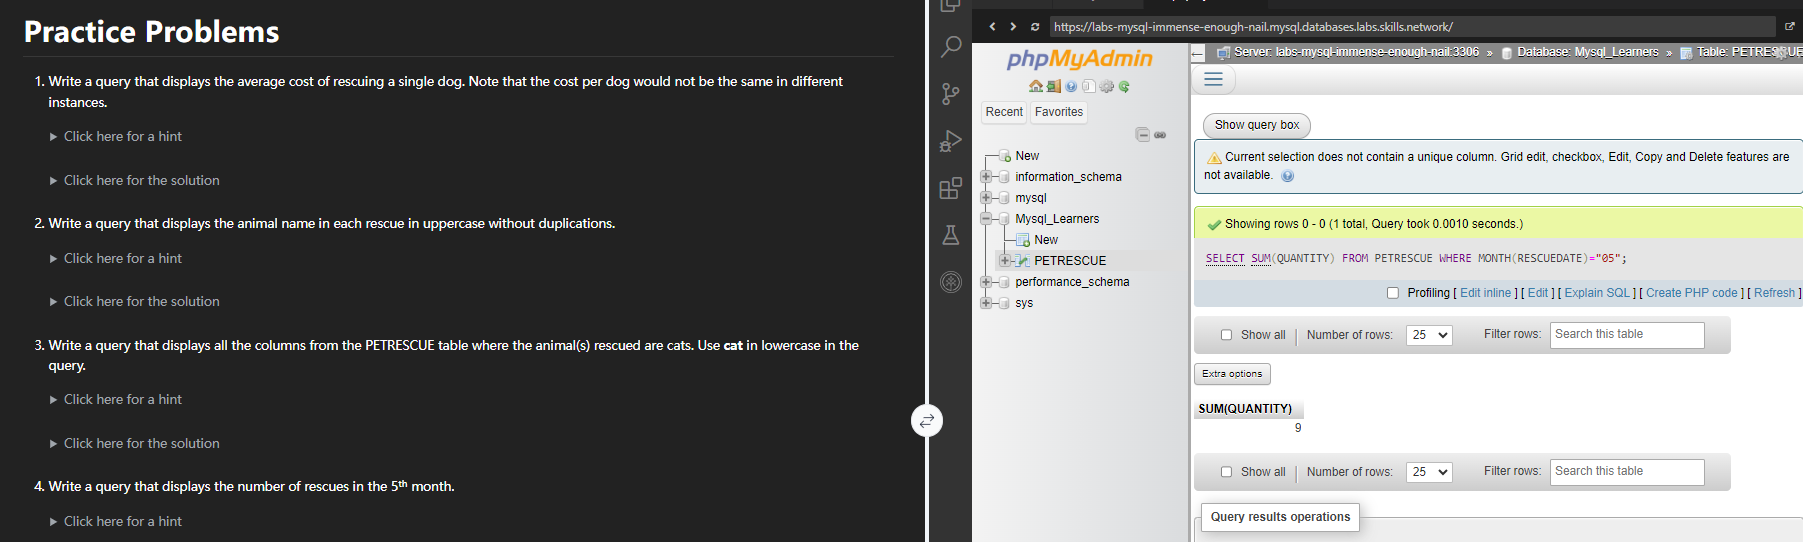 Practice Problems
1. Write a query that displays the average cost of rescuing a single dog. Note that the cost per dog would not be the same in different
instances.
Click here for a hint
Click here for the solution
2. Write a query that displays the animal name in each rescue in uppercase without duplications.
Click here for a hint
Click here for the solution
3. Write a query that displays all the columns from the PETRESCUE table where the animal(s) rescued are cats. Use cat in lowercase in the
query.
Click here for a hint
Click here for the solution
4. Write a query that displays the number of rescues in the 5th month.
Click here for a hint
https://labs-mysql-immense-enough-nail.mysql.databases.labs.skills.network/
phpMyAdmin
Recent Favorites
New
information_schema
mysql
Mysql_Learners
New
PETRESCUE
performance_schema
sys
Server: labs-mysql-immense-enough-nail:3306 » Database: Mysql_Learners » Table: PETRESCUE
Show query box
Current selection does not contain a unique column. Grid edit, checkbox, Edit, Copy and Delete features are
not available.
Showing rows 0 - 0 (1 total, Query took 0.0010 seconds.)
SELECT SUM(QUANTITY) FROM PETRESCUE WHERE MONTH(RESCUEDATE)="05";
Profiling [ Edit inline ] [ Edit ] [ Explain SQL ] [ Create PHP code ] [ Refresh ]
Show all | Number of rows: 25 Filter rows: Search this table
Extra options
SUM(QUANTITY)
9
Show all | Number of rows: 25 Filter rows: Search this table
Query results operations